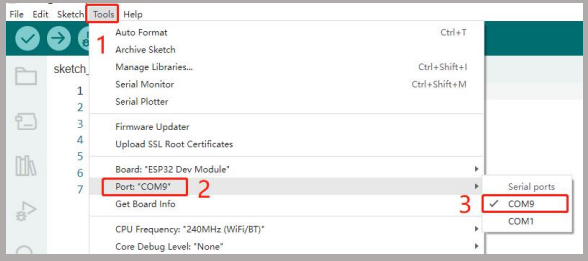 File Edit Sketch Tools Help
1
Auto Format Ctrl+T
Archive Sketch
sketch_
Manage Libraries... Ctrl+Shift+I
Serial Monitor Ctrl+Shift+M
Serial Plotter
Firmware Updater
Upload SSL Root Certificates
Board: "ESP32 Dev Module"
Port: "COM9" 2
Get Board Info
CPU Frequency: "240MHz (WiFi/BT)"
Core Debug Level: "None"
1
2
3
4
5
6
7
Serial ports
3 ✓ COM9
COM1